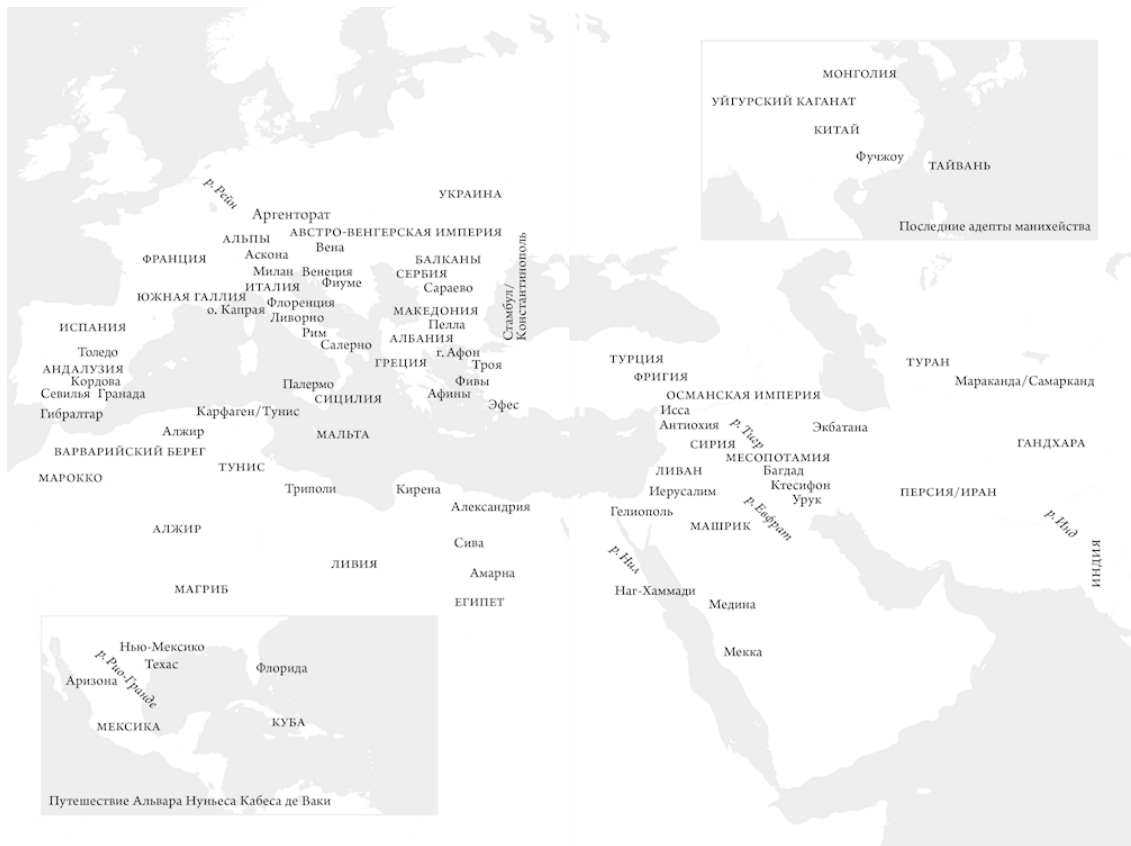 МОНГОЛИЯ
УЙГУРСКИЙ КАГАНАТ
КИТАЙ
Фучжоу
ТАЙВАНЬ
Последние адепты манихейства
р. Рейн
УКРАИНА
Аргенторат
АВСТРО-ВЕНГЕРСКАЯ ИМПЕРИЯ
АЛЬПЫ
Вена
Аскона
ФРАНЦИЯ
БАЛКАНЫ
Милан
Венеция
СЕРБИЯ
Фиуме
ИТАЛИЯ
Сараево
ЮЖНАЯ ГАЛЛИЯ
Флоренция
о. Капрая
Ливорно
МАКЕДОНИЯ
Стамбул/
Константинополь
ИСПАНИЯ
Рим
Пелла
Салерно
АЛБАНИЯ
Толедо
г. Афон
ГРЕЦИЯ
Троя
АНДАЛУЗИЯ
Кордова
Палермо
Фивы
Севилья
Гранада
СИЦИЛИЯ
Афины
Эфес
Гибралтар
Карфаген/Тунис
Алжир
МАЛЬТА
ВАРВАРИЙСКИЙ БЕРЕГ
ТУНИС
МАРОККО
Триполи
Кирена
Александрия
АЛЖИР
Сива
ЛИВИЯ
Амарна
МАГРИБ
ЕГИПЕТ
ТУРЦИЯ
ТУРАН
ФРИГИЯ
Мараканда/Самарканд
ОСМАНСКАЯ ИМПЕРИЯ
Исса
Антиохия
р. Тигр
Экбатана
СИРИЯ
ГАНДХАРА
МЕСОПОТАМИЯ
ЛИВАН
Багдад
Ктесифон
Иерусалим
Урук
ПЕРСИЯ/ИРАН
Гелиополь
р. Евфрат
МАШРИК
р. Инд
ИНДИЯ
р. Нил
Наг-Хаммади
Медина
Мекка
Нью-Мексико
Техас
р. Рио-Гранде
Флорида
Аризона
МЕКСИКА
КУБА
Путешествие Альвара Нуньеса Кабеса де Ваки